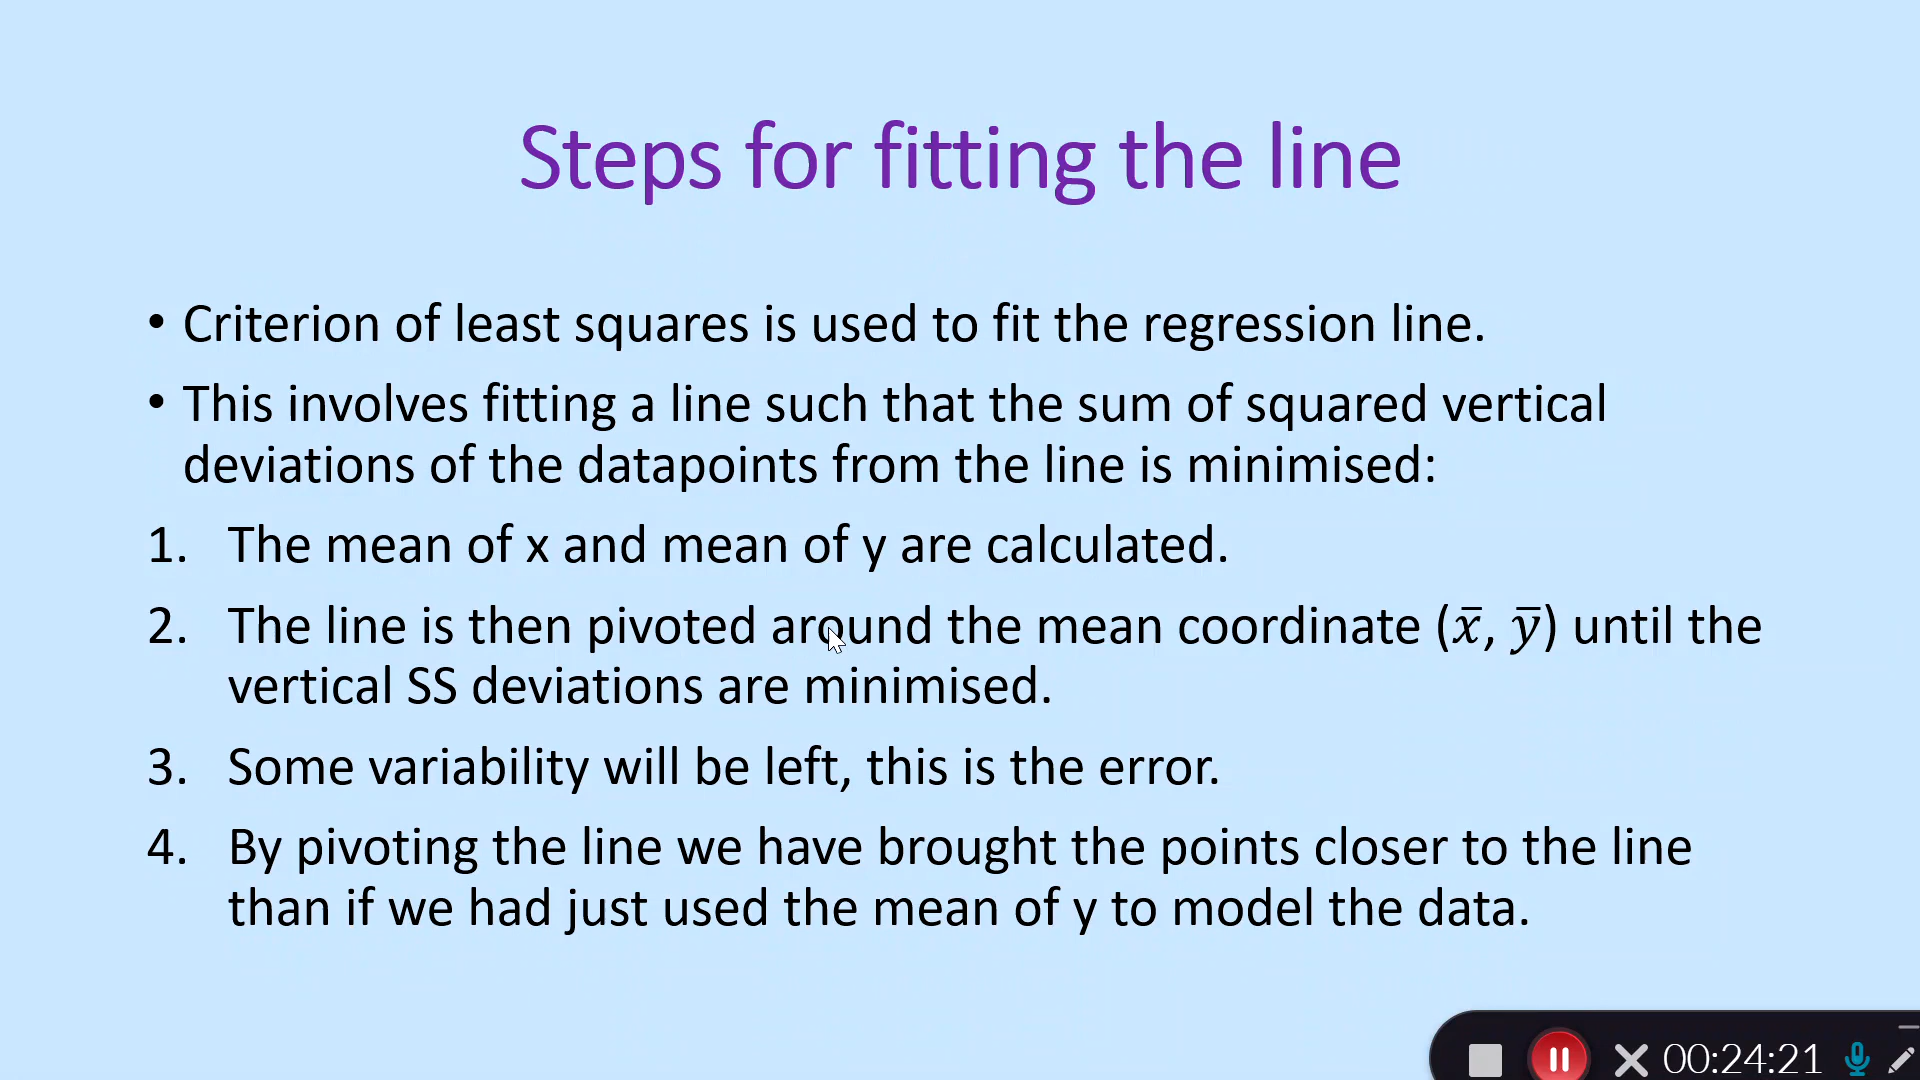 Steps for fitting the line
• Criterion of least squares is used to fit the regression line.
• This involves fitting a line such that the sum of squared vertical
deviations of the datapoints from the line is minimised:
1. The mean of x and mean of y are calculated.
2. The line is then pivoted around the mean coordinate (x̅, y̅) until the
vertical SS deviations are minimised.
3. Some variability will be left, this is the error.
4. By pivoting the line we have brought the points closer to the line
than if we had just used the mean of y to model the data.
00:24:21